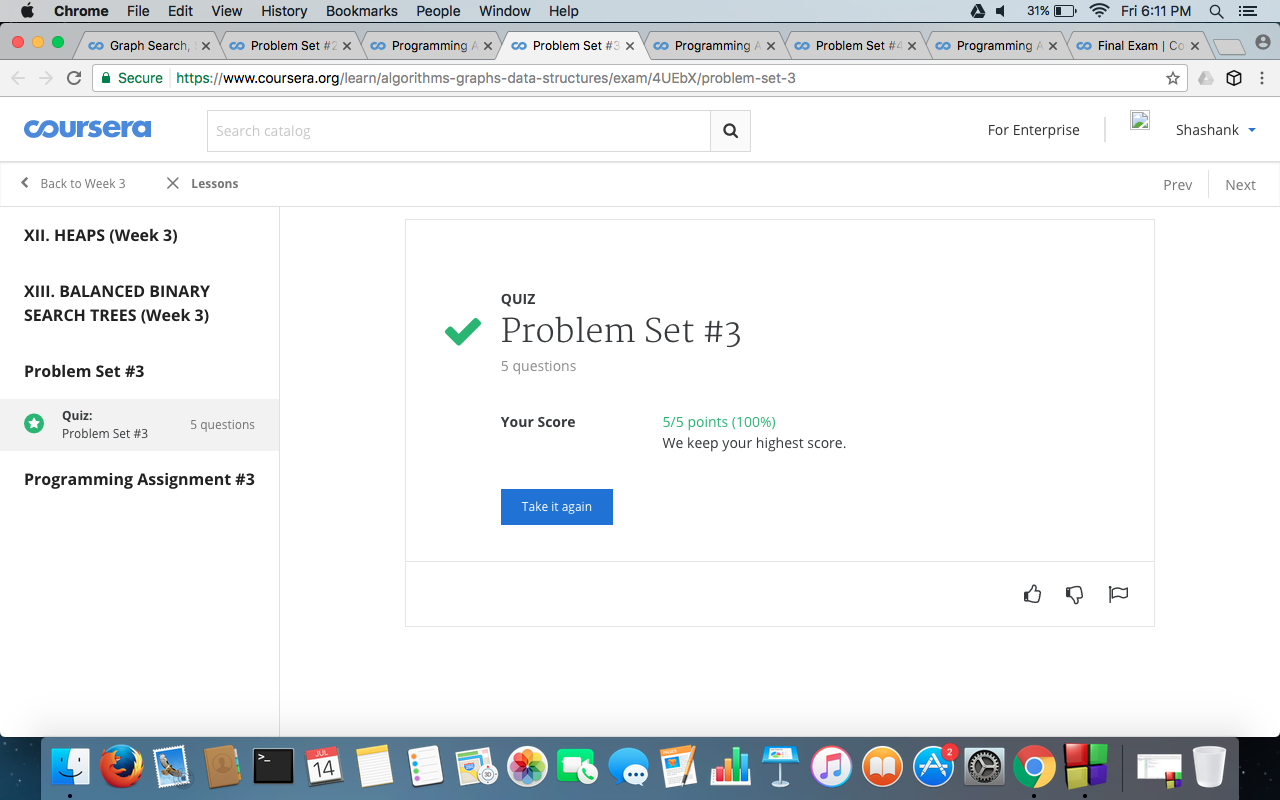 Chrome File Edit View History Bookmarks People Window Help 31% Fri 6:11 PM
Graph Search, Problem Set #2 Programming A Problem Set #3 Programming A Problem Set #4 Programming A Final Exam | Co
Secure https://www.coursera.org/learn/algorithms-graphs-data-structures/exam/4UEbX/problem-set-3
coursera Search catalog For Enterprise Shashank
Back to Week 3 Lessons Prev Next
XII. HEAPS (Week 3)
XIII. BALANCED BINARY
SEARCH TREES (Week 3)
Problem Set #3
Quiz:
Problem Set #3 5 questions
Programming Assignment #3
QUIZ
Problem Set #3
5 questions
Your Score 5/5 points (100%)
We keep your highest score.
Take it again
JUL
14
30
2